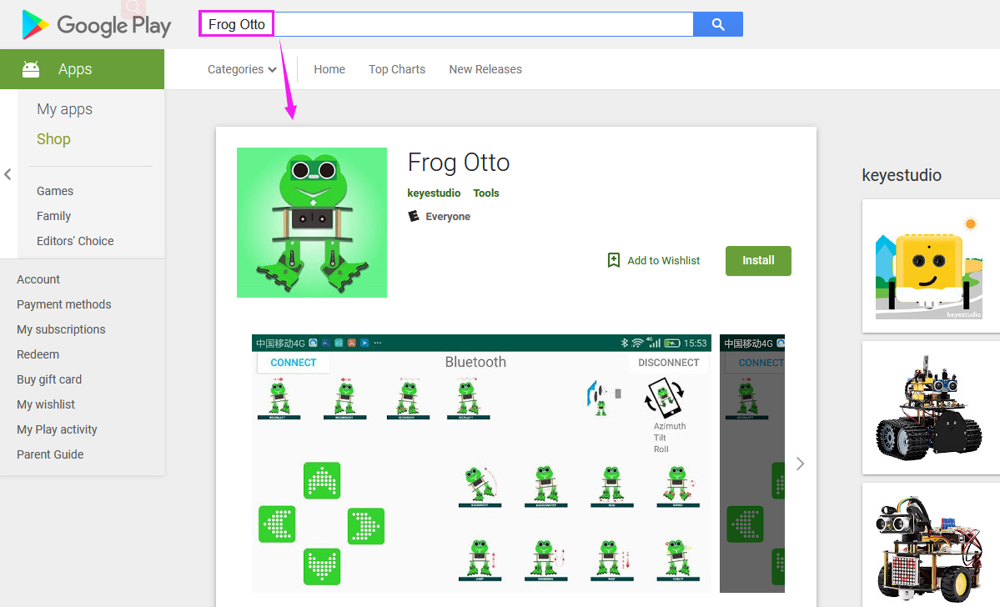 Google Play
Frog Otto
Apps
Categories
Home
Top Charts
New Releases
My apps
Shop
Games
Family
Editors' Choice
Account
Payment methods
My subscriptions
Redeem
Buy gift card
My wishlist
My Play activity
Parent Guide
Frog Otto
keyestudio Tools
Everyone
Add to Wishlist
Install
中国移动4G
4G
15:53
CONNECT
Bluetooth
DISCONNECT
Azimuth
Tilt
Roll
中国移动4G
CONNECT
keyestudio
keyestudio